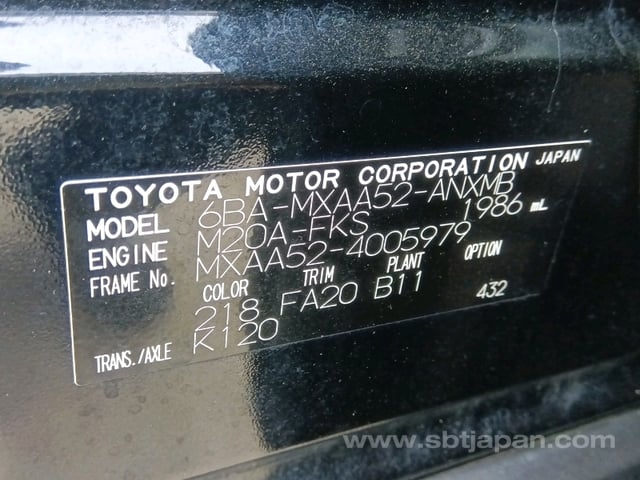 TOYOTA MOTOR CORPORATION JAPAN
MODEL 6BA-MXAA52-ANXMB
ENGINE M20A-FKS 1986 mL
FRAME No. MXAA52-4005979
COLOR TRIM PLANT OPTION
218 FA20 B11 432
TRANS./AXLE K120
www.sbtjapan.com